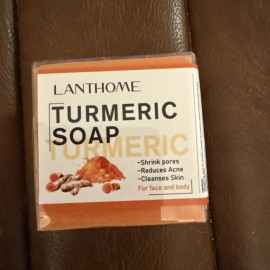 LANTHOME
TURMERIC
SOAP
TURMERIC
-Shrink pores
-Reduces Acne
-Cleanses Skin
For face and body